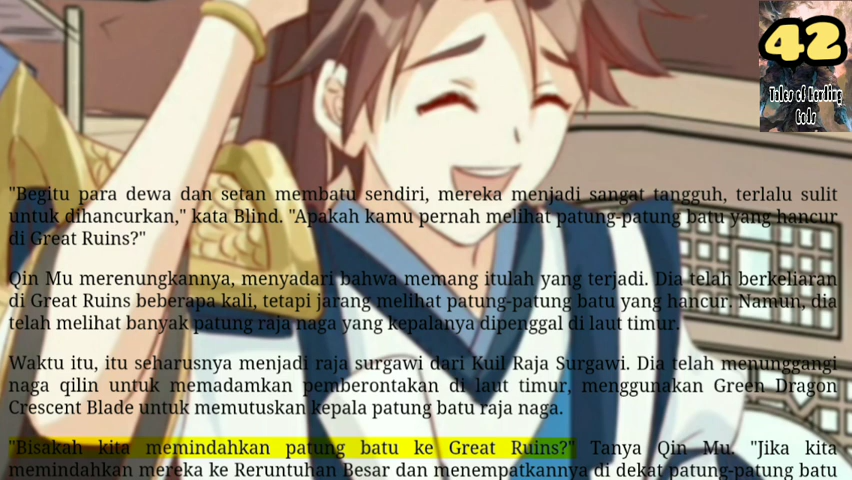 42
Tales of Herding
Gods
"Begitu para dewa dan setan membatu sendiri, mereka menjadi sangat tangguh, terlalu sulit
untuk dihancurkan," kata Blind. "Apakah kamu pernah melihat patung-patung batu yang hancur
di Great Ruins?"
Qin Mu merenungkannya, menyadari bahwa memang itulah yang terjadi. Dia telah berkeliaran
di Great Ruins beberapa kali, tetapi jarang melihat patung-patung batu yang hancur. Namun, dia
telah melihat banyak patung raja naga yang kepalanya dipenggal di laut timur.
Waktu itu, itu seharusnya menjadi raja surgawi dari Kuil Raja Surgawi. Dia telah menunggangi
naga qilin untuk memadamkan pemberontakan di laut timur, menggunakan Green Dragon
Crescent Blade untuk memutuskan kepala patung batu raja naga.
"Bisakah kita memindahkan patung batu ke Great Ruins?" Tanya Qin Mu. "Jika kita
memindahkan mereka ke Reruntuhan Besar dan menempatkannya di dekat patung-patung batu